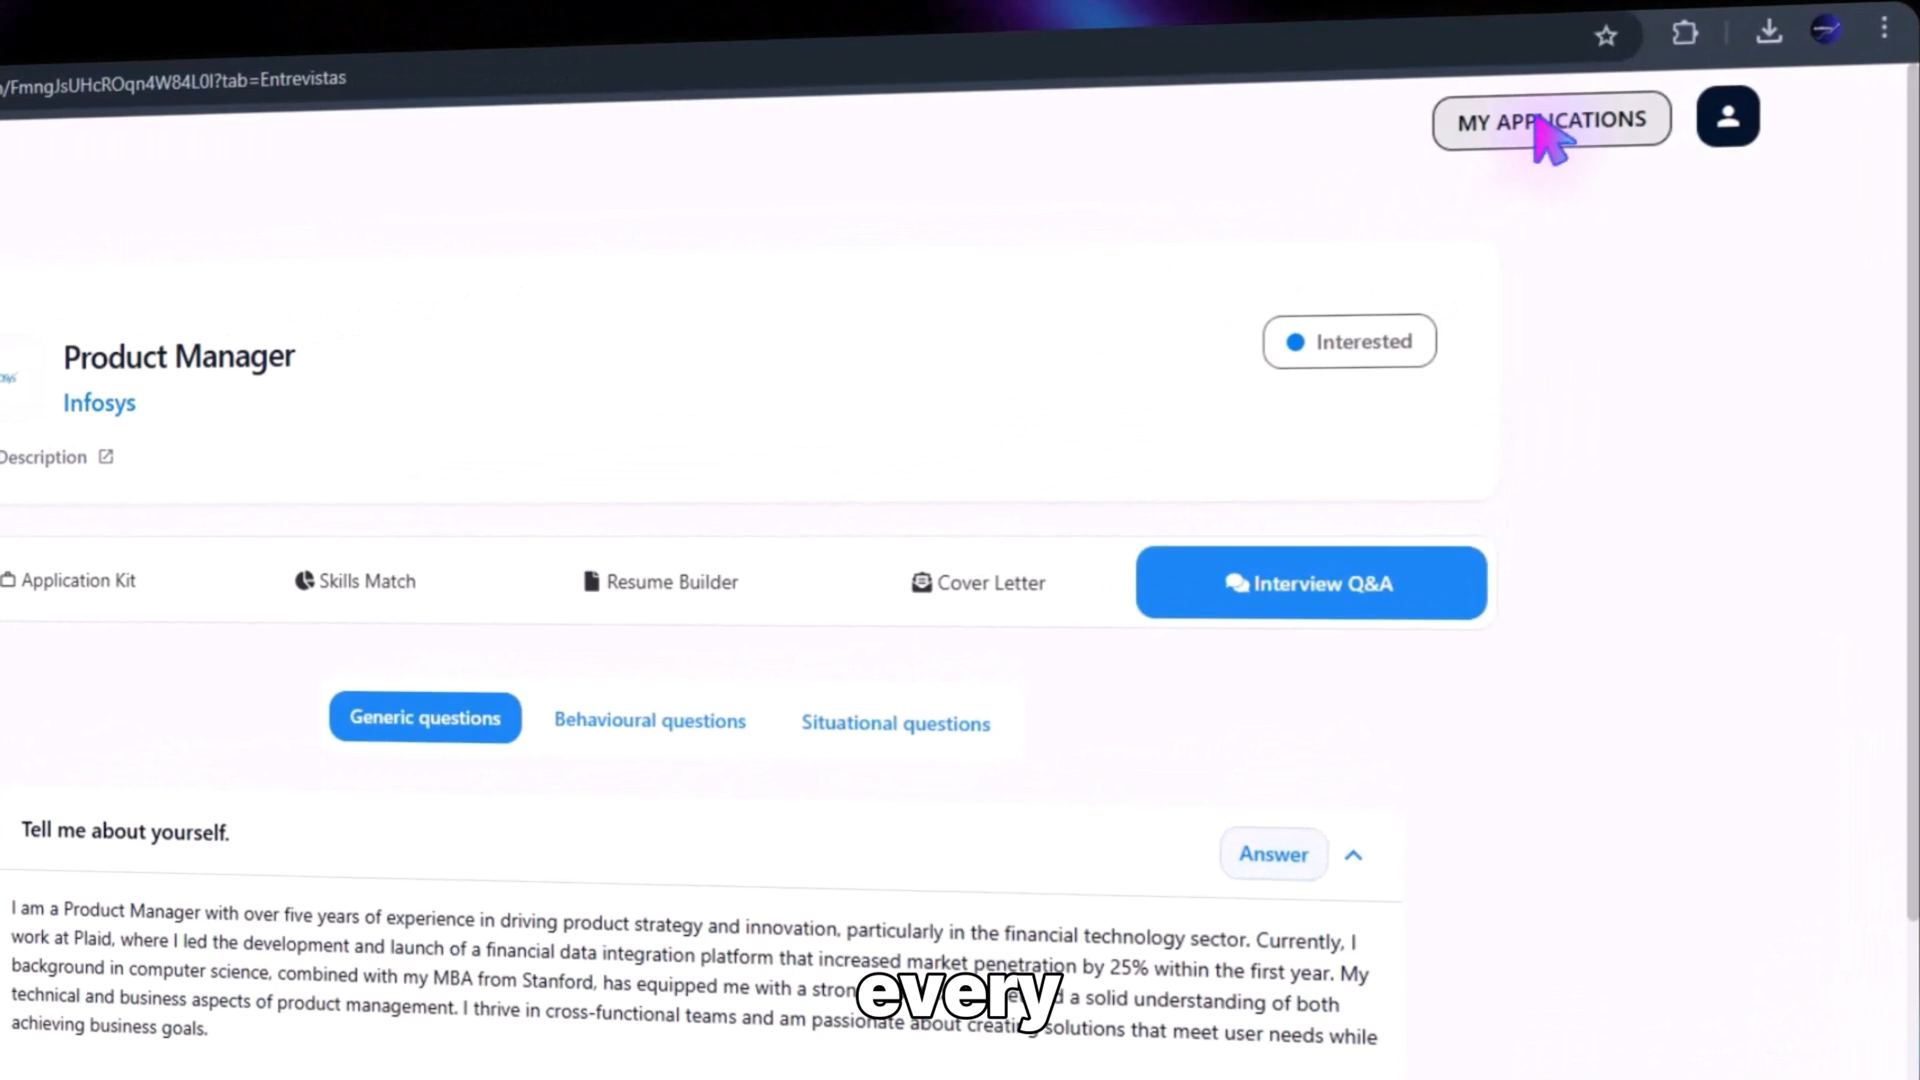 /FmngJsUHcROqn4W84L0I?tab=Entrevistas
MY APPLICATIONS
Product Manager
Interested
Infosys
Description
Application Kit
Skills Match
Resume Builder
Cover Letter
Interview Q&A
Generic questions
Behavioural questions
Situational questions
Tell me about yourself.
Answer
I am a Product Manager with over five years of experience in driving product strategy and innovation, particularly in the financial technology sector. Currently, I
work at Plaid, where I led the development and launch of a financial data integration platform that increased market penetration by 25% within the first year. My
background in computer science, combined with my MBA from Stanford, has equipped me with a a solid understanding of both
technical and business aspects of product management. I thrive in cross-functional teams and am passionate about creating solutions that meet user needs while
achieving business goals.
every